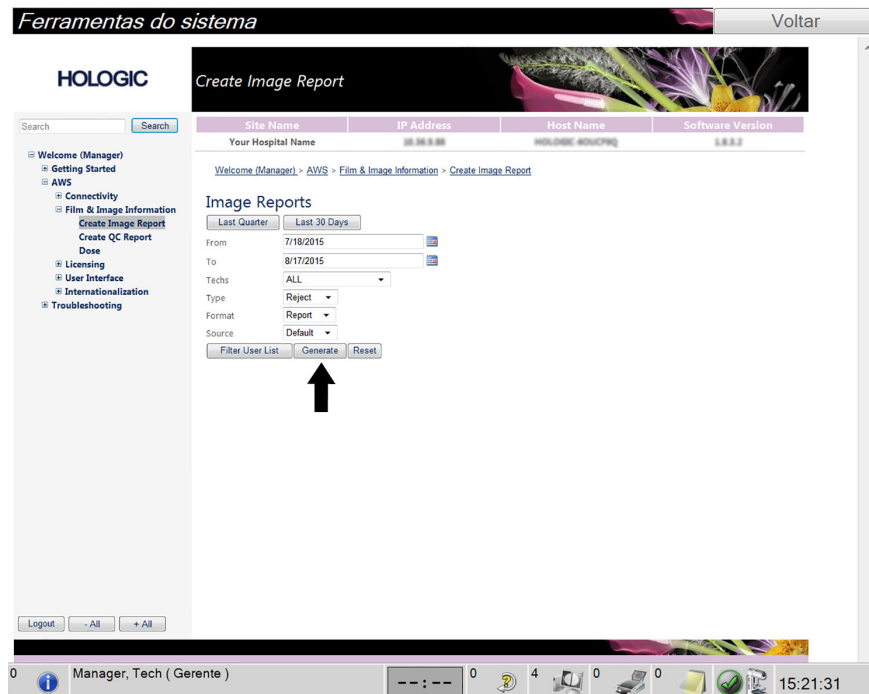 Ferramentas do sistema
Voltar
HOLOGIC
Create Image Report
Search
Search
Site Name IP Address Host Name Software Version
Your Hospital Name 1.8.3.2
Welcome (Manager)
Getting Started
AWS
Connectivity
Film & Image Information
Create Image Report
Create QC Report
Dose
Licensing
User Interface
Internationalization
Troubleshooting
Welcome (Manager) > AWS > Film & Image Information > Create Image Report
Image Reports
Last Quarter Last 30 Days
From 7/18/2015
To 8/17/2015
Techs ALL
Type Reject
Format Report
Source Default
Filter User List Generate Reset
Logout - All + All
0 Manager, Tech ( Gerente ) --:-- 0 4 0 0 15:21:31